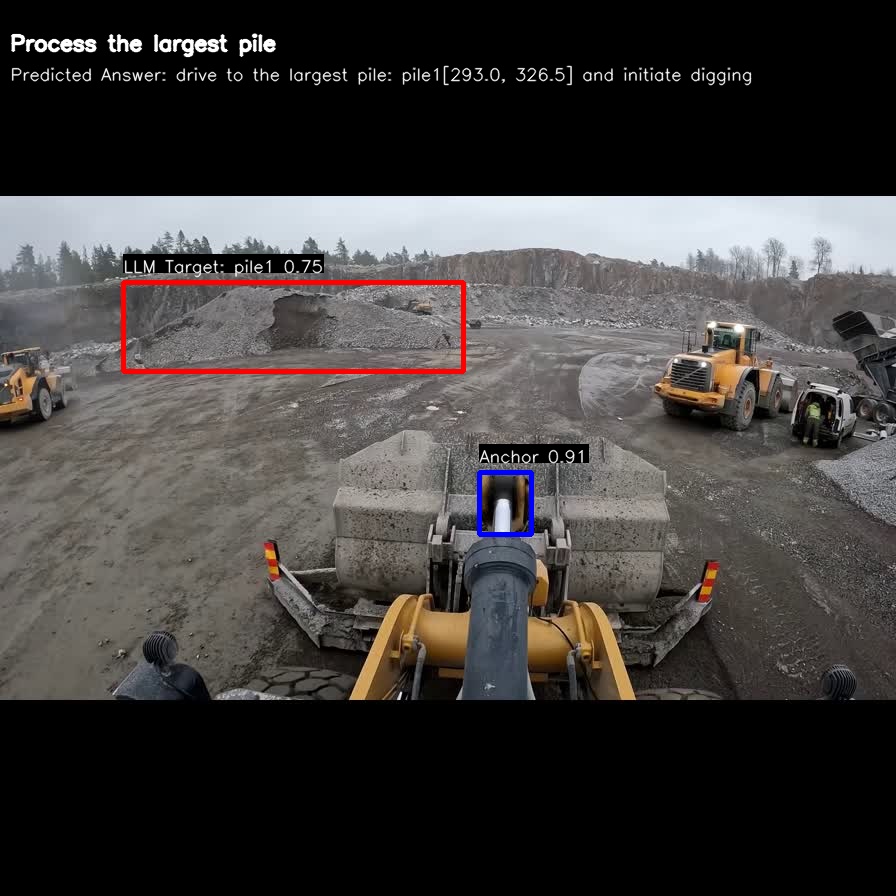 Process the largest pile
Predicted Answer: drive to the largest pile: pile1[293.0, 326.5] and initiate digging
LLM Target: pile1 0.75
Anchor 0.91